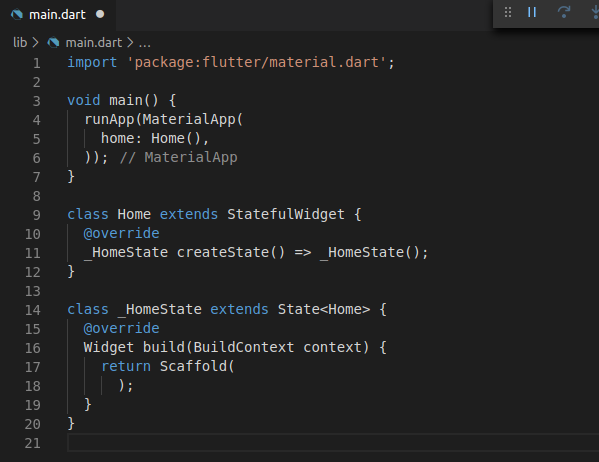 main.dart
lib > main.dart > ...
1 import 'package:flutter/material.dart';
2
3 void main() {
4   runApp(MaterialApp(
5     home: Home(),
6   )); // MaterialApp
7 }
8
9 class Home extends StatefulWidget {
10   @override
11   _HomeState createState() => _HomeState();
12 }
13
14 class _HomeState extends State<Home> {
15   @override
16   Widget build(BuildContext context) {
17     return Scaffold(
18       );
19   }
20 }
21